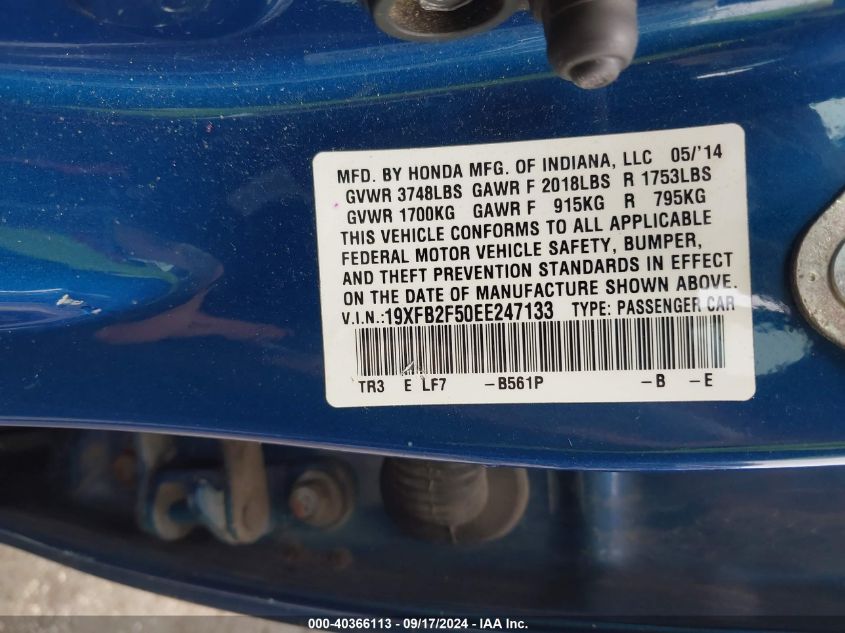 MFD. BY HONDA MFG. OF INDIANA, LLC 05/'14
GVWR 3748LBS GAWR F 2018LBS R 1753LBS
GVWR 1700KG GAWR F 915KG R 795KG
THIS VEHICLE CONFORMS TO ALL APPLICABLE
FEDERAL MOTOR VEHICLE SAFETY, BUMPER,
AND THEFT PREVENTION STANDARDS IN EFFECT
ON THE DATE OF MANUFACTURE SHOWN ABOVE.
V.I.N.:19XFB2F50EE247133 TYPE: PASSENGER CAR
TR3 E LF7 -B561P -B -E
000-40366113 - 09/17/2024 - IAA Inc.